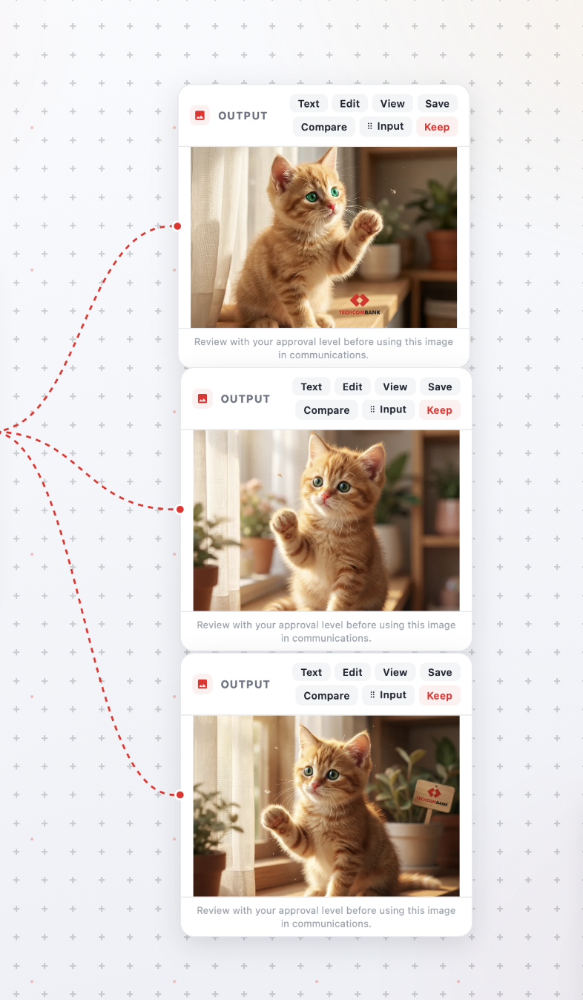 OUTPUT
Text Edit View Save
Compare Input Keep
TECHCOMBANK
Review with your approval level before using this image
in communications.
OUTPUT
Text Edit View Save
Compare Input Keep
Review with your approval level before using this image
in communications.
OUTPUT
Text Edit View Save
Compare Input Keep
TECHCOMBANK
Review with your approval level before using this image
in communications.